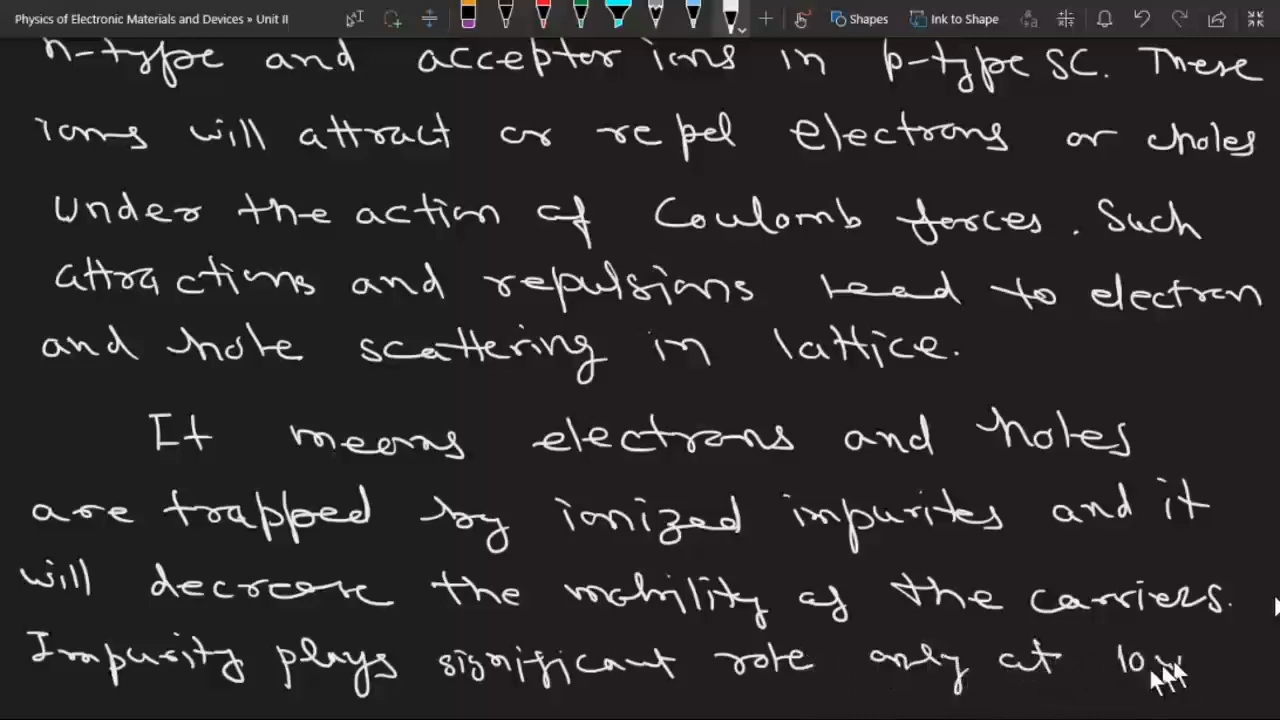 Physics of Electronic Materials and Devices » Unit II
Shapes
Ink to Shape
n-type and acceptor ions in p-type SC. These
ions will attract or repel electrons or holes
under the action of Coulomb forces. Such
attractions and repulsions lead to electron
and hole scattering in lattice.
It means electrons and holes
are trapped by ionized impurites and it
will decrease the mobility of the carriers.
Impurity plays significant role only at low